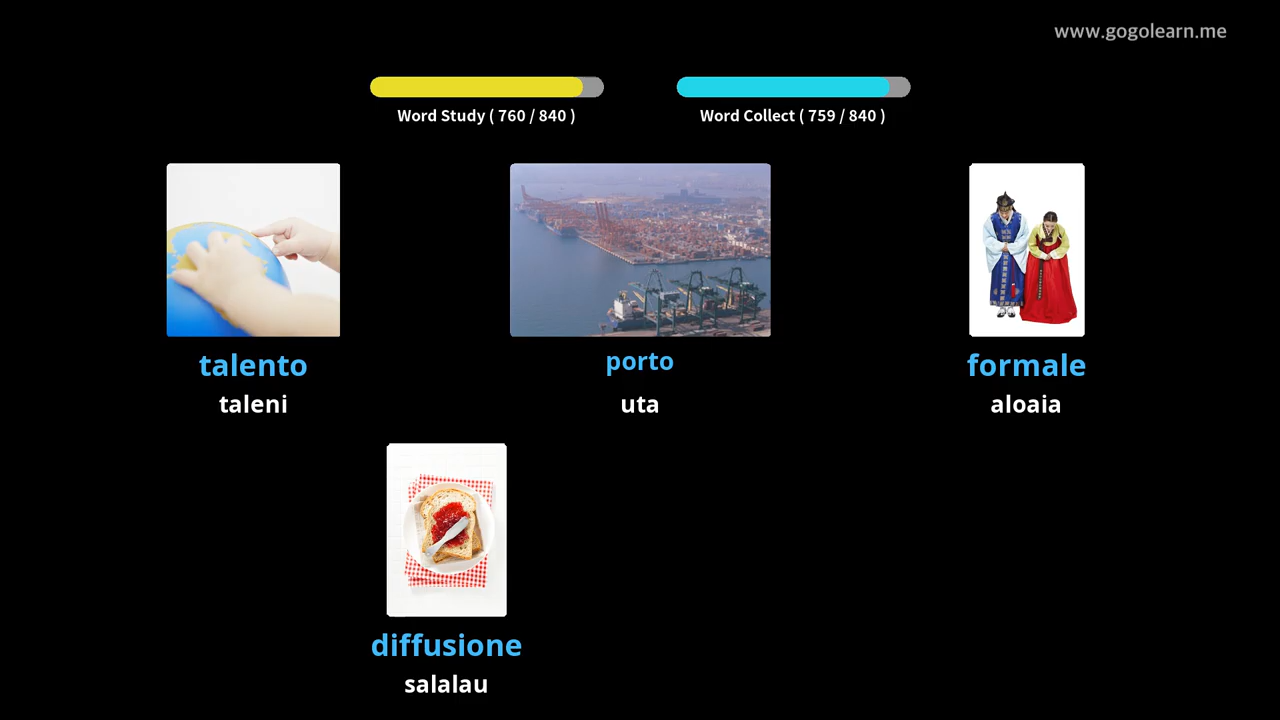 www.gogolearn.me
Word Study ( 760 / 840 )
Word Collect ( 759 / 840 )
talento
taleni
porto
uta
formale
aloaia
diffusione
salalau